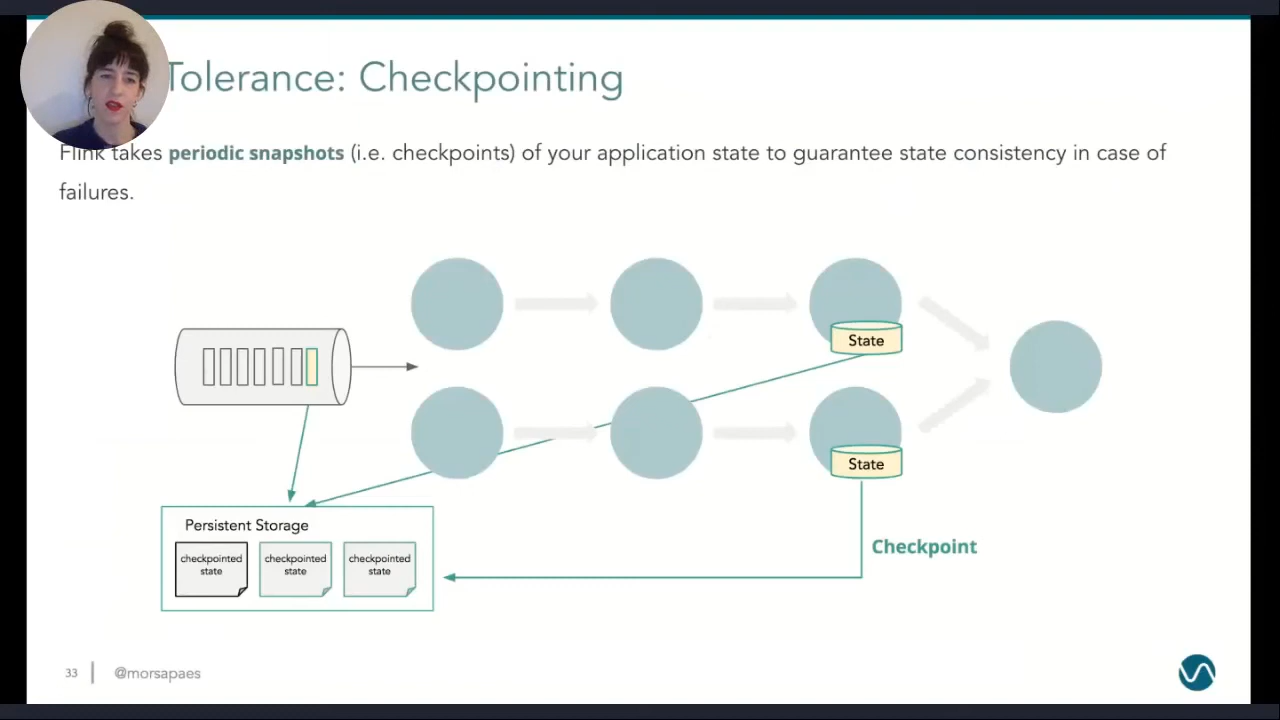 Tolerance: Checkpointing
Flink takes periodic snapshots (i.e. checkpoints) of your application state to guarantee state consistency in case of
failures.
State
State
Persistent Storage
checkpointed
state
checkpointed
state
checkpointed
state
Checkpoint
33
@morsapaes